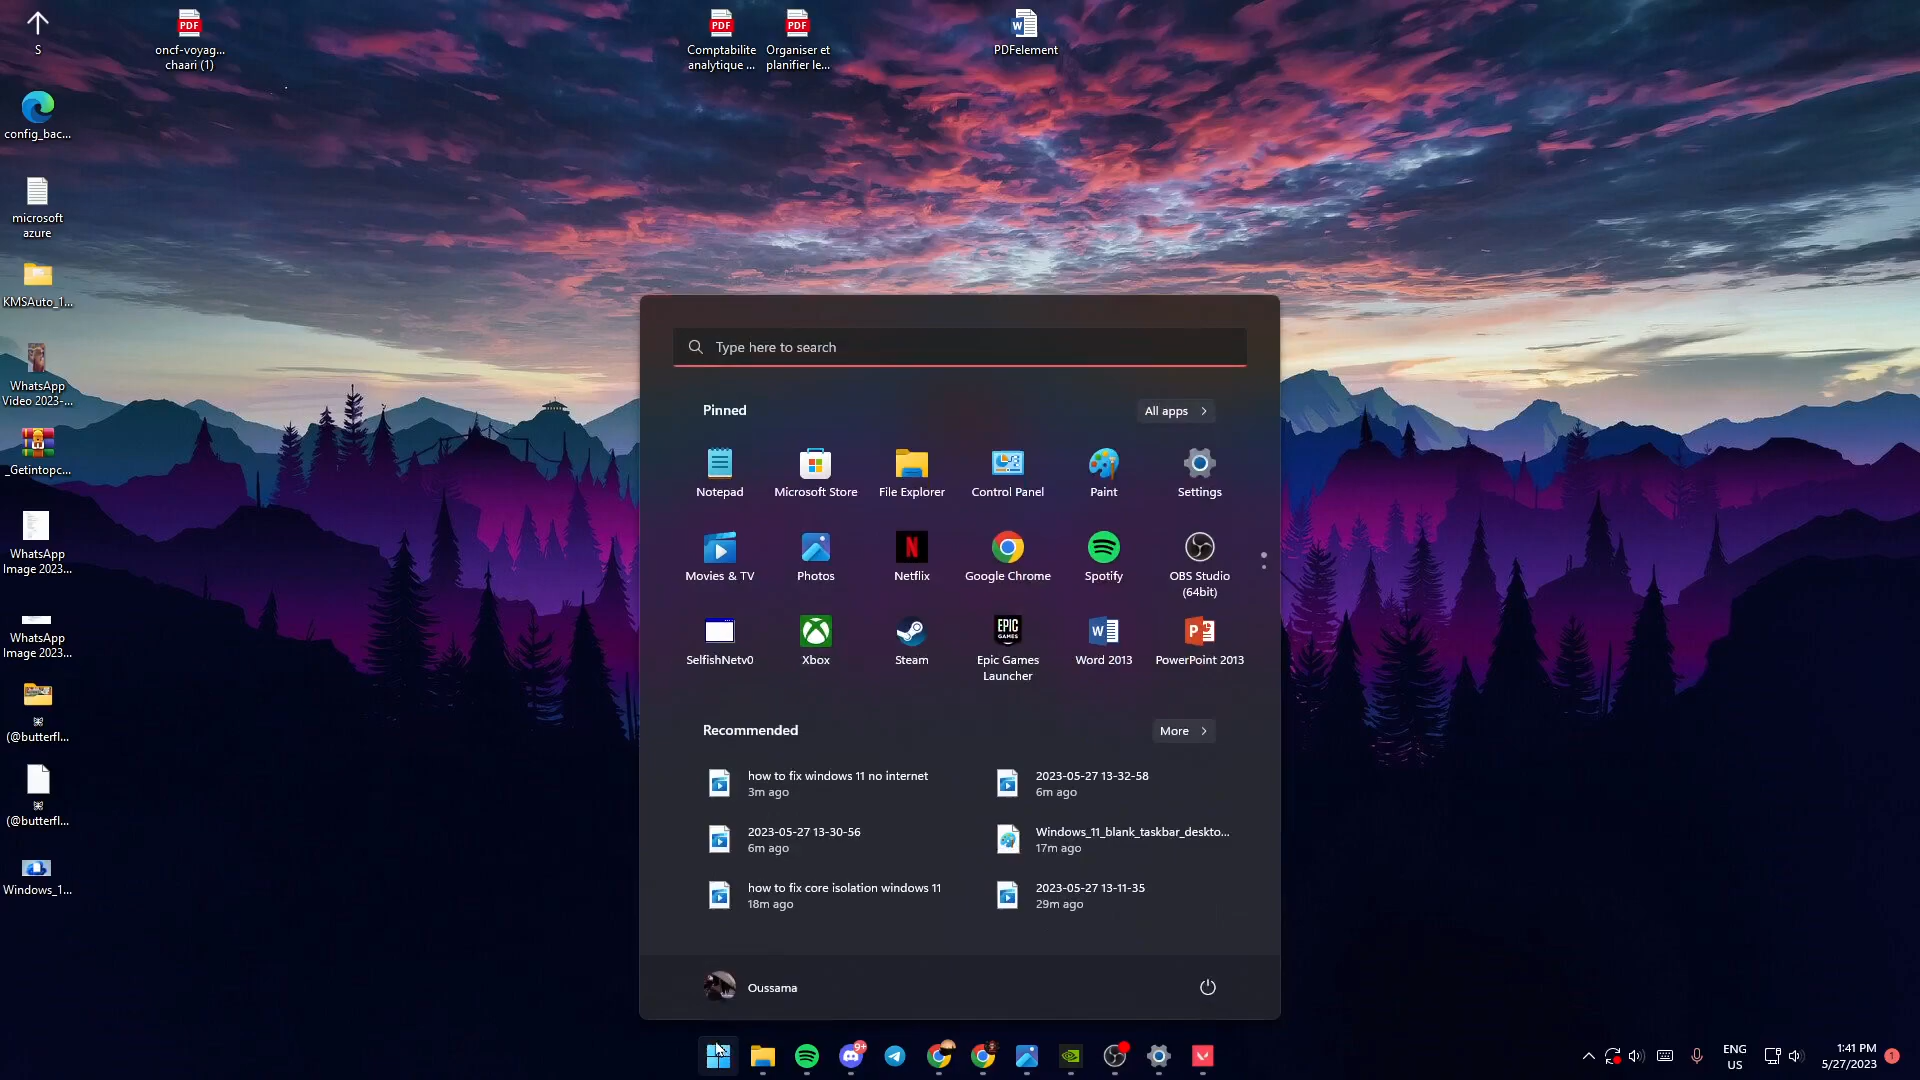 S
oncf-voyag...
chaari (1)
Comptabilite
analytique ...
Organiser et
planifier le...
PDFelement
config_bac...
microsoft
azure
KMSAuto_1...
WhatsApp
Video 2023-...
_Getintopc...
WhatsApp
Image 2023...
WhatsApp
Image 2023...
(@butterfl...
(@butterfl...
Windows_1...
Type here to search
Pinned
All apps
Notepad
Microsoft Store
File Explorer
Control Panel
Paint
Settings
Movies & TV
Photos
Netflix
Google Chrome
Spotify
OBS Studio
(64bit)
SelfishNetv0
Xbox
Steam
Epic Games
Launcher
Word 2013
PowerPoint 2013
Recommended
More
how to fix windows 11 no internet
3m ago
2023-05-27 13-32-58
6m ago
2023-05-27 13-30-56
6m ago
Windows_11_blank_taskbar_deskto...
17m ago
how to fix core isolation windows 11
18m ago
2023-05-27 13-11-35
29m ago
Oussama
9+
ENG
US
1:41 PM
5/27/2023
1